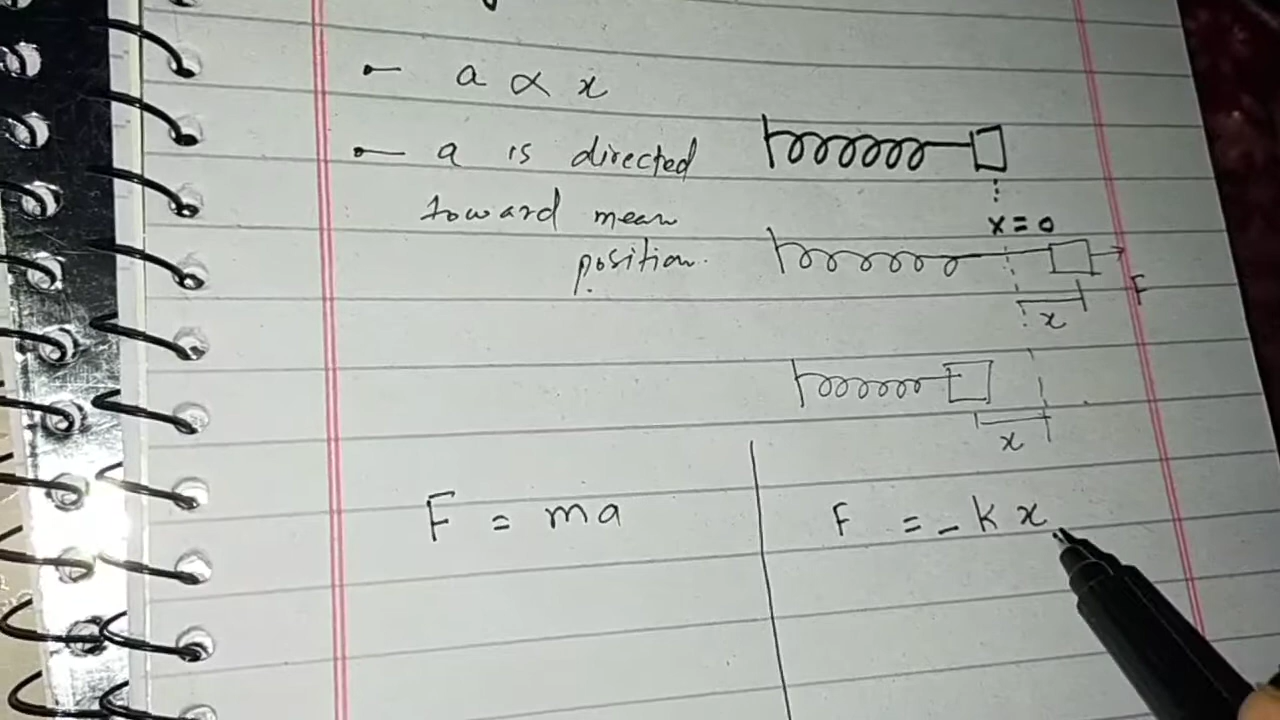 a ∝ x
a is directed
toward mean
position.
x = 0
F
x
x
F = ma
F = -kx